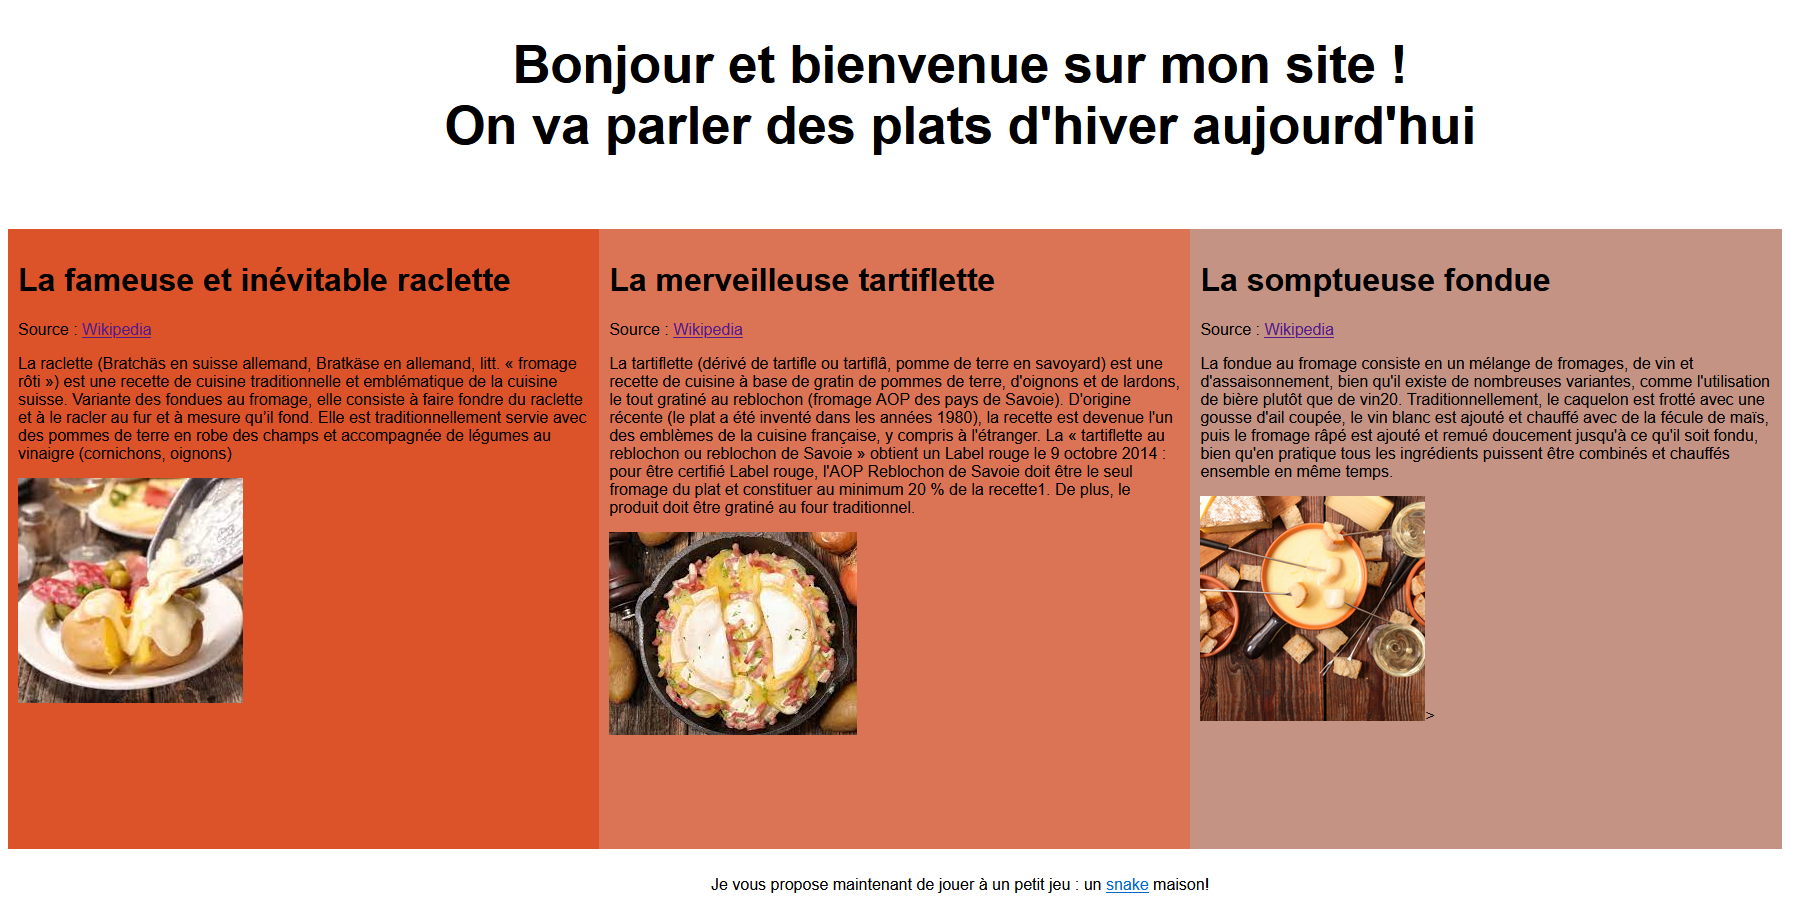 Bonjour et bienvenue sur mon site !
On va parler des plats d'hiver aujourd'hui
La fameuse et inévitable raclette
Source : Wikipedia
La raclette (Bratchäs en suisse allemand, Bratkäse en allemand, litt. « fromage
rôti ») est une recette de cuisine traditionnelle et emblématique de la cuisine
suisse. Variante des fondues au fromage, elle consiste à faire fondre du raclette
et à le racler au fur et à mesure qu'il fond. Elle est traditionnellement servie avec
des pommes de terre en robe des champs et accompagnée de légumes au
vinaigre (cornichons, oignons)
La merveilleuse tartiflette
Source : Wikipedia
La tartiflette (dérivé de tartifle ou tartiflâ, pomme de terre en savoyard) est une
recette de cuisine à base de gratin de pommes de terre, d'oignons et de lardons,
le tout gratiné au reblochon (fromage AOP des pays de Savoie). D'origine
récente (le plat a été inventé dans les années 1980), la recette est devenue l'un
des emblèmes de la cuisine française, y compris à l'étranger. La « tartiflette au
reblochon ou reblochon de Savoie » obtient un Label rouge le 9 octobre 2014 :
pour être certifié Label rouge, l'AOP Reblochon de Savoie doit être le seul
fromage du plat et constituer au minimum 20 % de la recette1. De plus, le
produit doit être gratiné au four traditionnel.
La somptueuse fondue
Source : Wikipedia
La fondue au fromage consiste en un mélange de fromages, de vin et
d'assaisonnement, bien qu'il existe de nombreuses variantes, comme l'utilisation
de bière plutôt que de vin20. Traditionnellement, le caquelon est frotté avec une
gousse d'ail coupée, le vin blanc est ajouté et chauffé avec de la fécule de maïs,
puis le fromage râpé est ajouté et remué doucement jusqu'à ce qu'il soit fondu,
bien qu'en pratique tous les ingrédients puissent être combinés et chauffés
ensemble en même temps.
>
Je vous propose maintenant de jouer à un petit jeu : un snake maison!